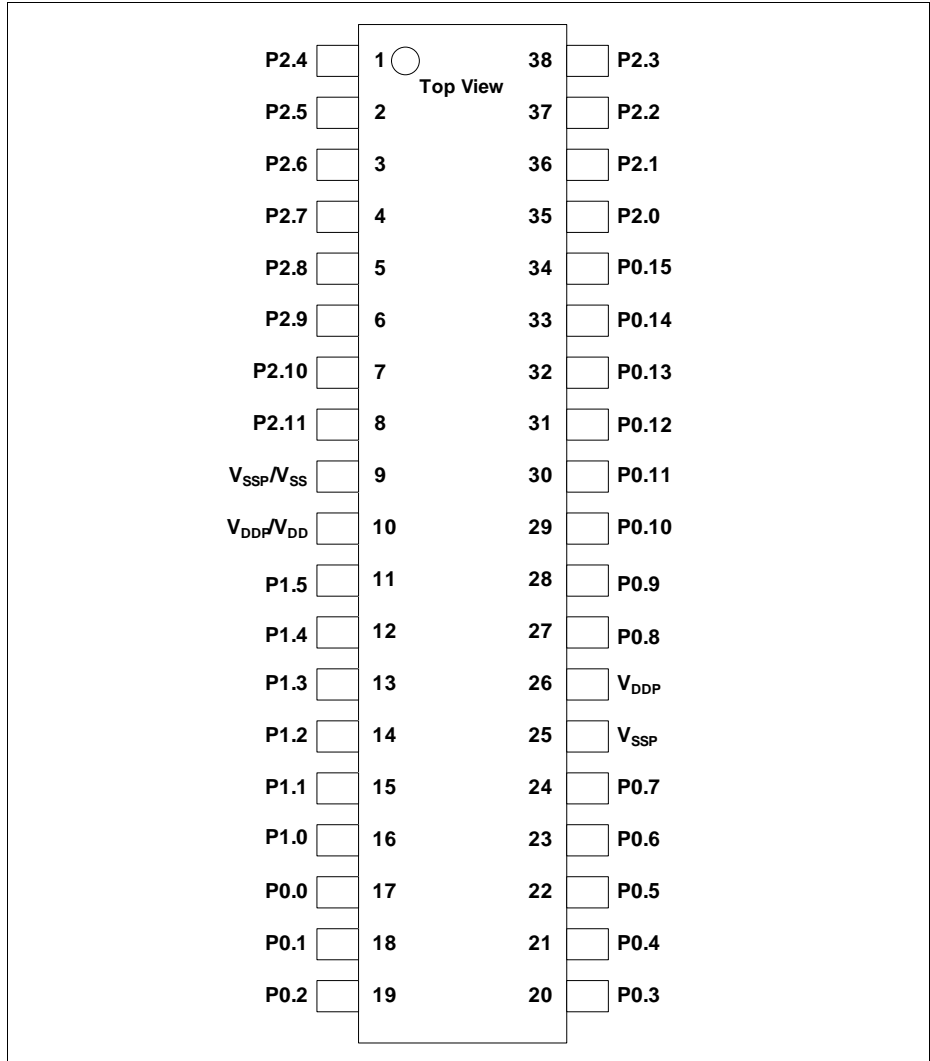 P2.4 1 38 P2.3
Top View
P2.5 2 37 P2.2
P2.6 3 36 P2.1
P2.7 4 35 P2.0
P2.8 5 34 P0.15
P2.9 6 33 P0.14
P2.10 7 32 P0.13
P2.11 8 31 P0.12
VSSP/VSS 9 30 P0.11
VDDP/VDD 10 29 P0.10
P1.5 11 28 P0.9
P1.4 12 27 P0.8
P1.3 13 26 VDDP
P1.2 14 25 VSSP
P1.1 15 24 P0.7
P1.0 16 23 P0.6
P0.0 17 22 P0.5
P0.1 18 21 P0.4
P0.2 19 20 P0.3